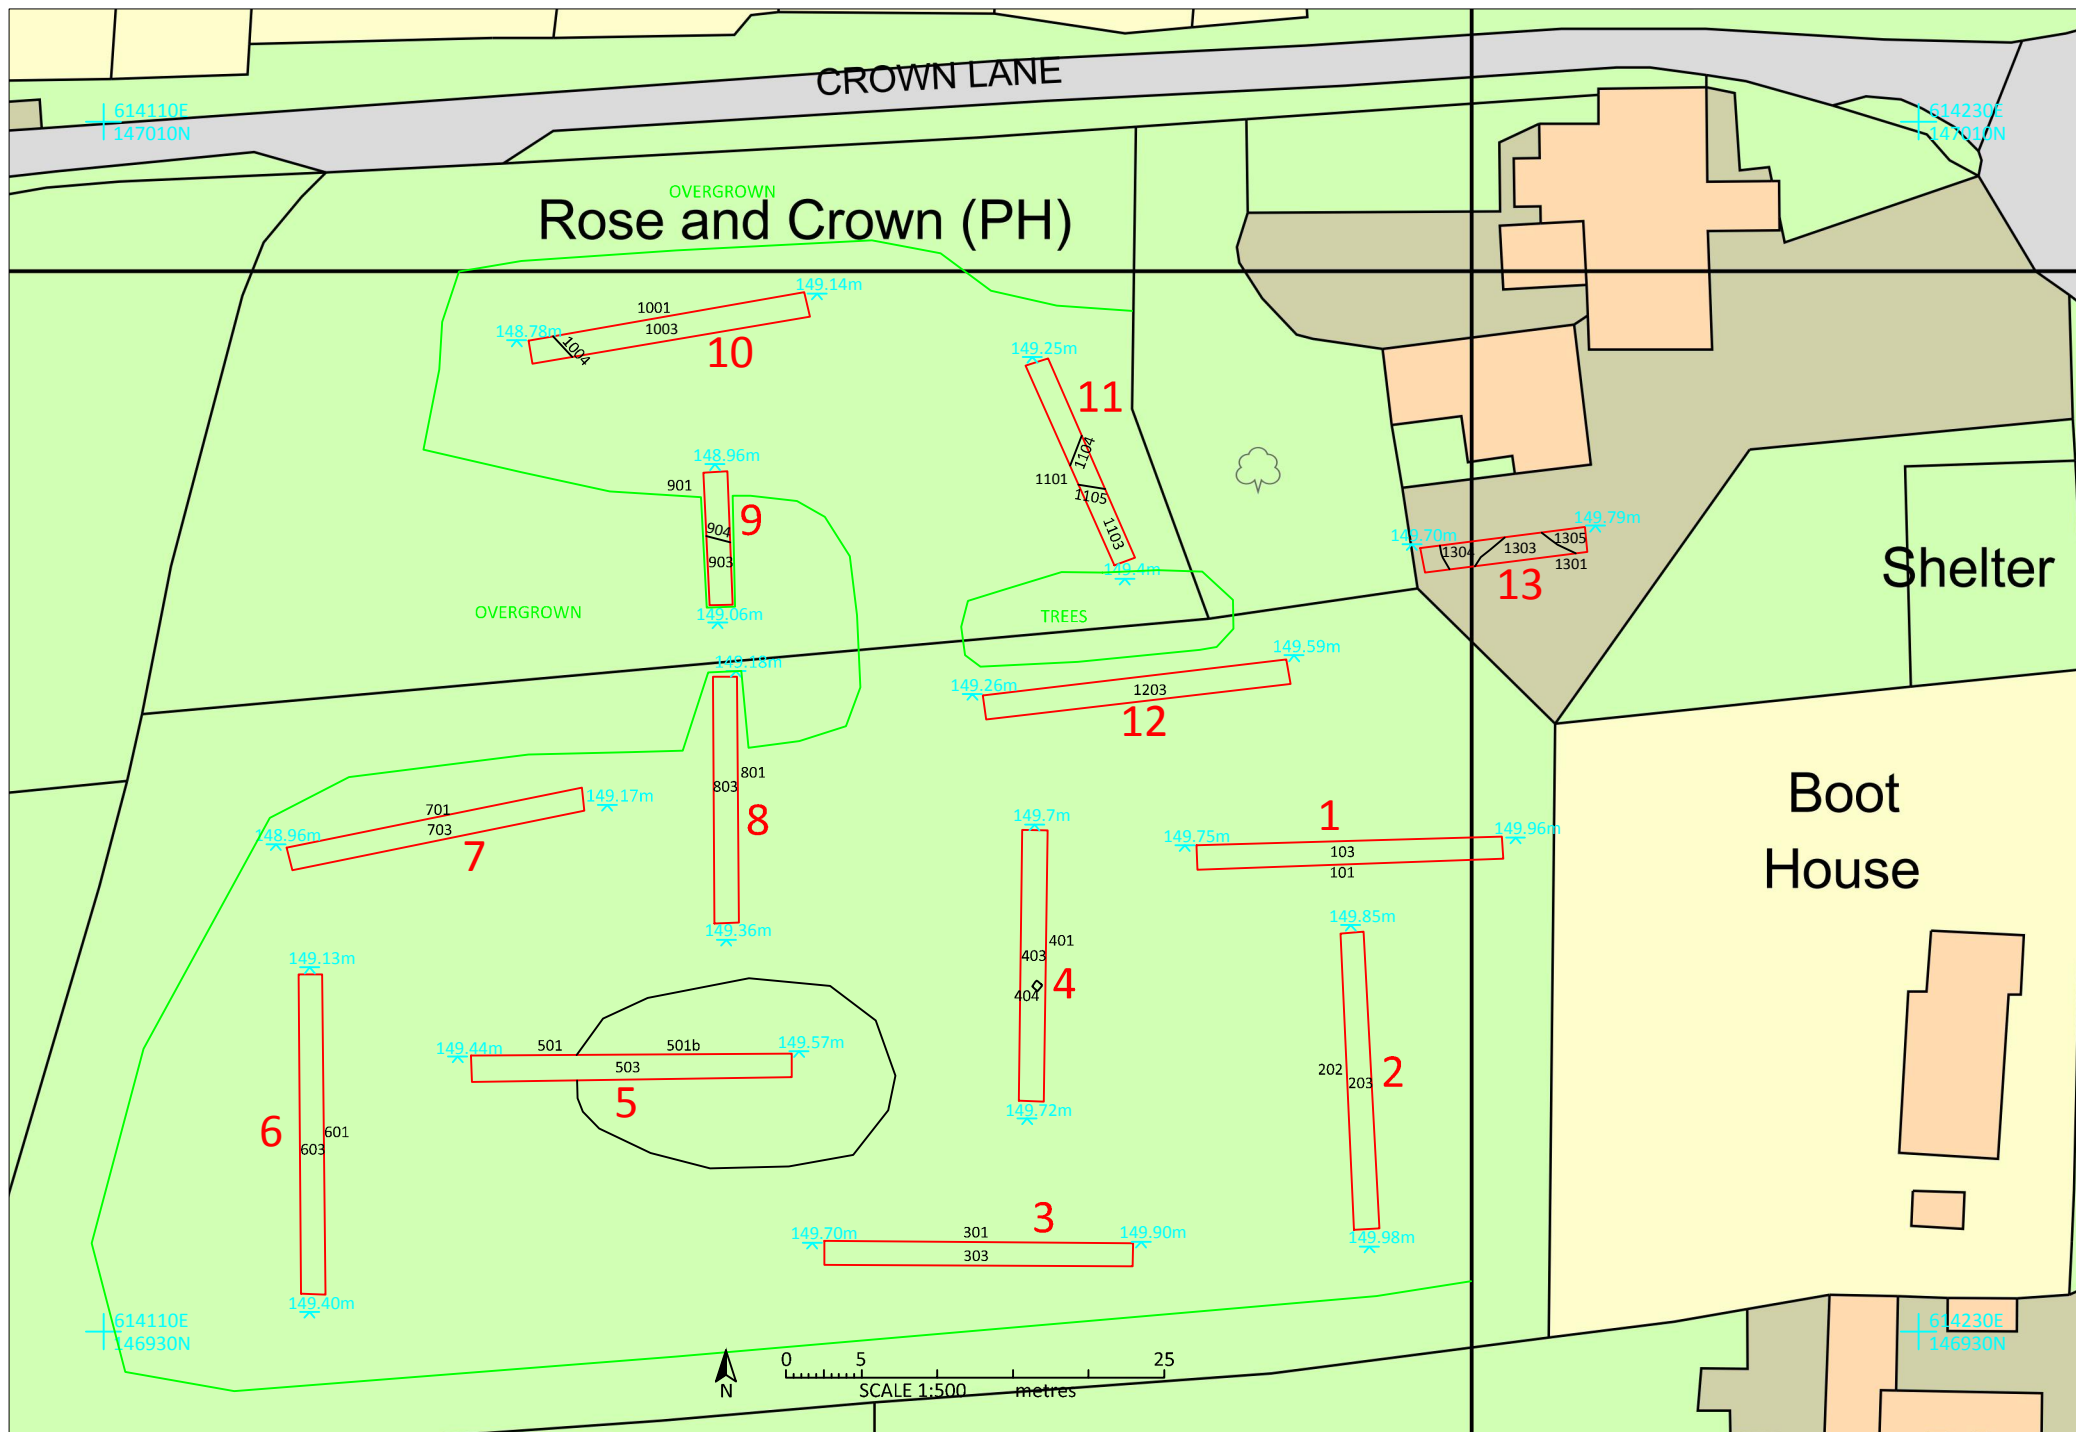 CROWN LANE
614110E
147010N
614230E
147010N
OVERGROWN
Rose and Crown (PH)
149.14m
148.78m
1001
1003
1004
10
149.25m
11
1104
1101
1105
1103
149.4m
148.96m
901
904
9
903
149.06m
149.70m
149.79m
1304
1303
1305
1301
13
Shelter
OVERGROWN
TREES
149.18m
149.59m
149.26m
1203
12
801
803
8
149.36m
149.17m
701
703
148.96m
7
Boot
House
149.7m
149.75m
1
149.96m
103
101
401
403
404
4
149.72m
149.85m
202
203
2
149.98m
149.13m
6
601
603
149.40m
149.44m
501
501b
149.57m
503
5
3
149.70m
301
149.90m
303
614110E
146930N
614230E
146930N
N
0 5 25
SCALE 1:500 metres